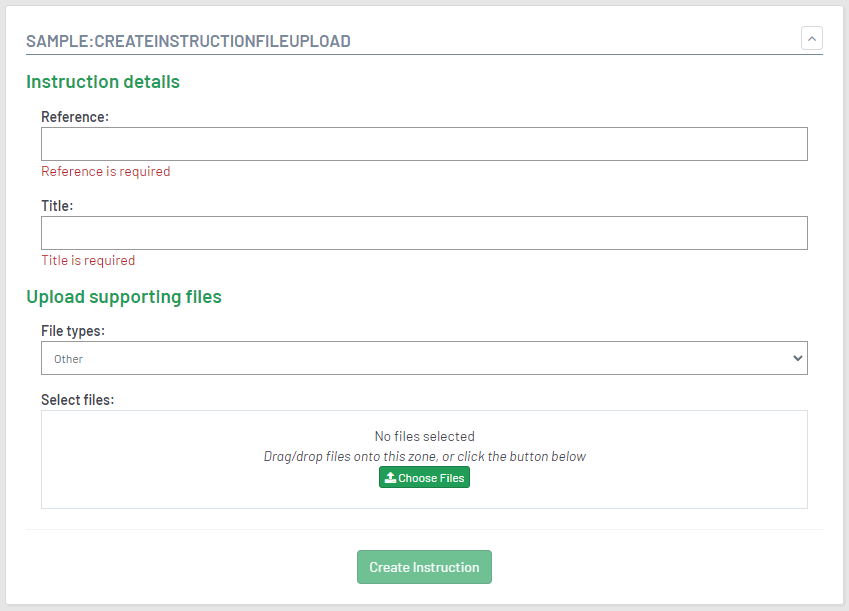 SAMPLE:CREATEINSTRUCTIONFILEUPLOAD
Instruction details
Reference:
Reference is required
Title:
Title is required
Upload supporting files
File types:
Other
Select files:
No files selected
Drag/drop files onto this zone, or click the button below
Choose Files
Create Instruction